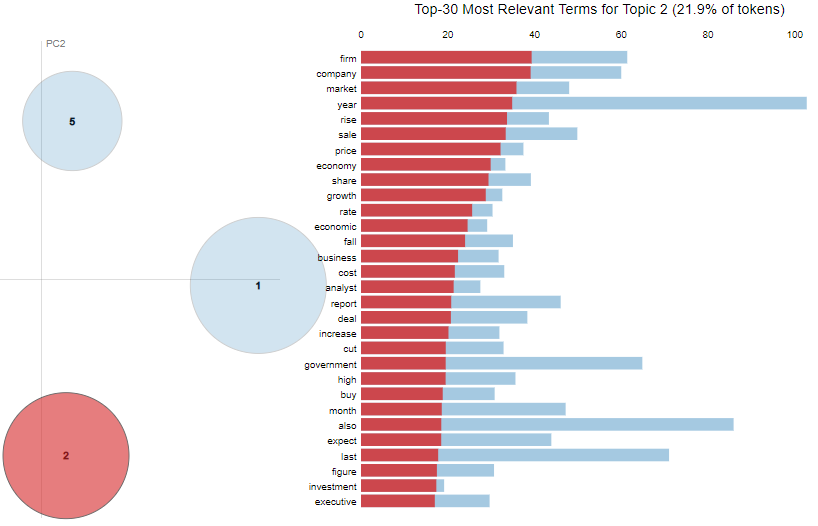 Top-30 Most Relevant Terms for Topic 2 (21.9% of tokens)
PC2
0 20 40 60 80 100
firm
company
market
year
5
rise
sale
price
economy
share
growth
rate
economic
fall
business
cost
1
analyst
report
deal
increase
cut
government
high
buy
month
also
expect
2
last
figure
investment
executive